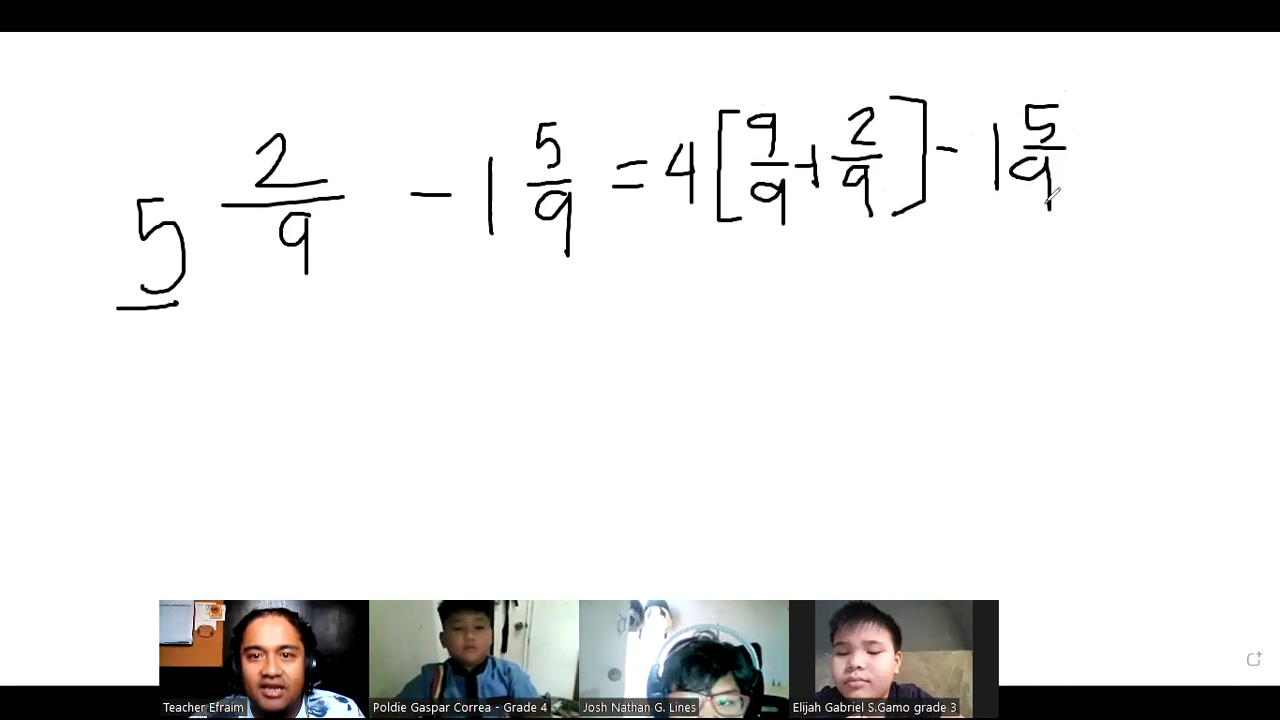 5 2/9 - 1 5/9 = 4 [9/9 + 2/9] - 1 5/9
Teacher Efraim
Poldie Gaspar Correa - Grade 4
Josh Nathan G. Lines
Elijah Gabriel S.Gamo grade 3